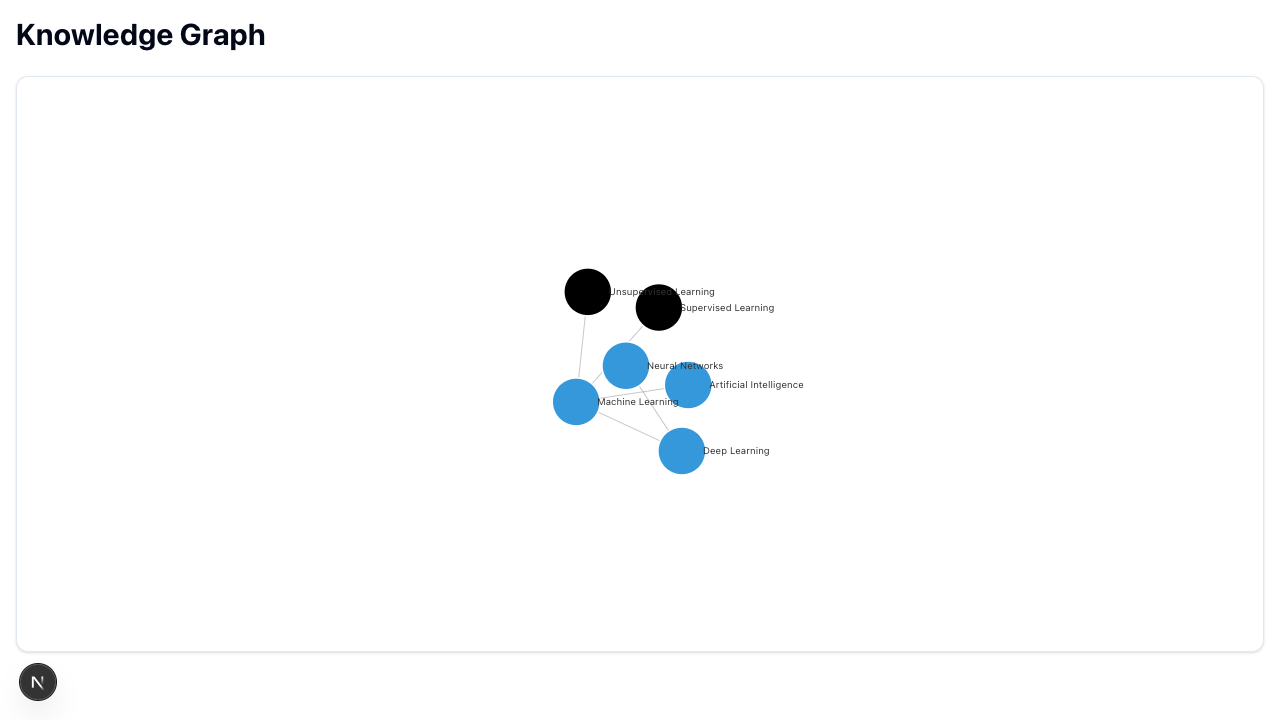 Knowledge Graph
Unsupervised Learning
Supervised Learning
Neural Networks
Artificial Intelligence
Machine Learning
Deep Learning
N